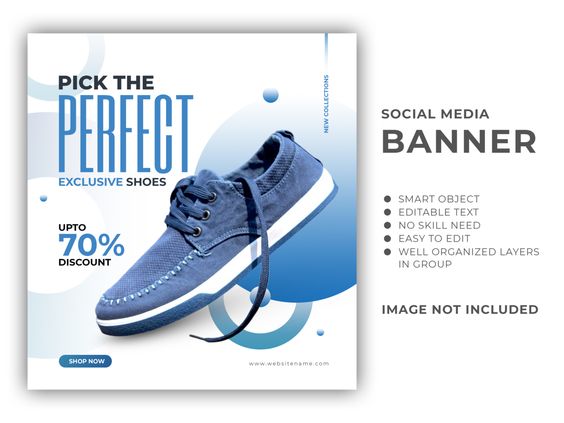 PICK THE
PERFECT
EXCLUSIVE SHOES
UPTO
70%
DISCOUNT
SHOP NOW
NEW COLLECTIONS
www.websitename.com
SOCIAL MEDIA
BANNER
SMART OBJECT
EDITABLE TEXT
NO SKILL NEED
EASY TO EDIT
WELL ORGANIZED LAYERS
IN GROUP
IMAGE NOT INCLUDED